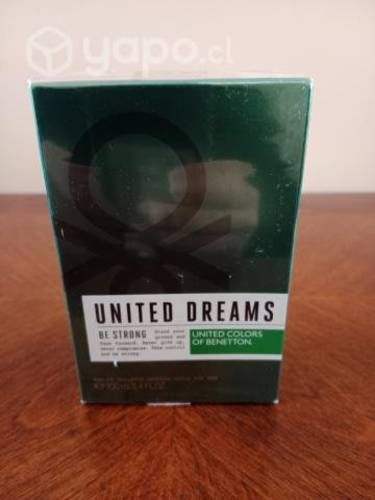 yapo.cl
UNITED DREAMS
BE STRONG Stand your
ground and
face forward. Never give up,
never compromise. Take control
and be strong.
UNITED COLORS
OF BENETTON.